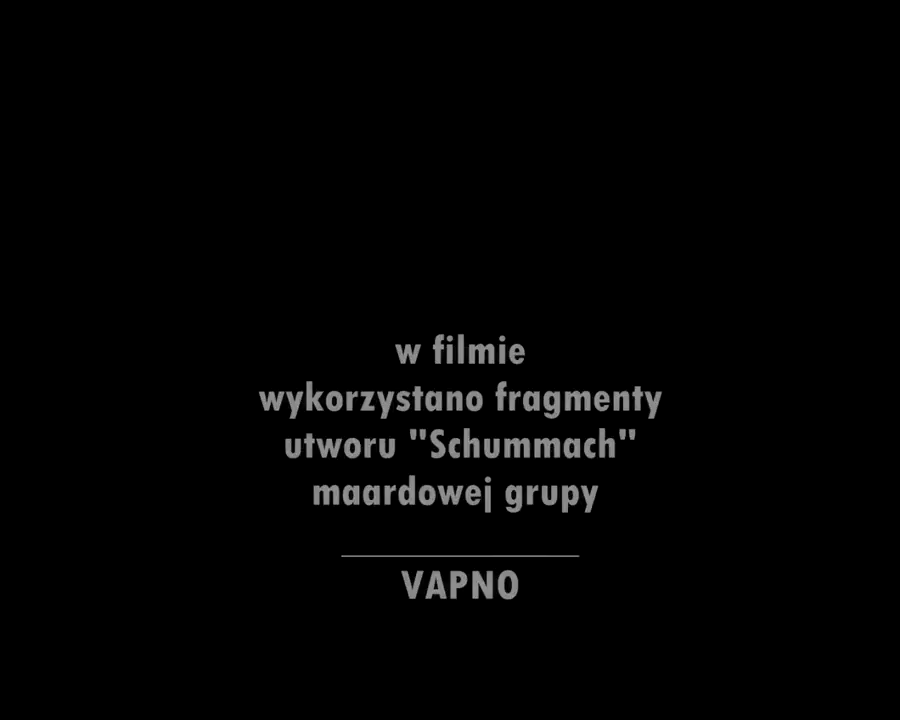 w filmie
wykorzystano fragmenty
utworu "Schummach"
maardowej grupy
VAPNO